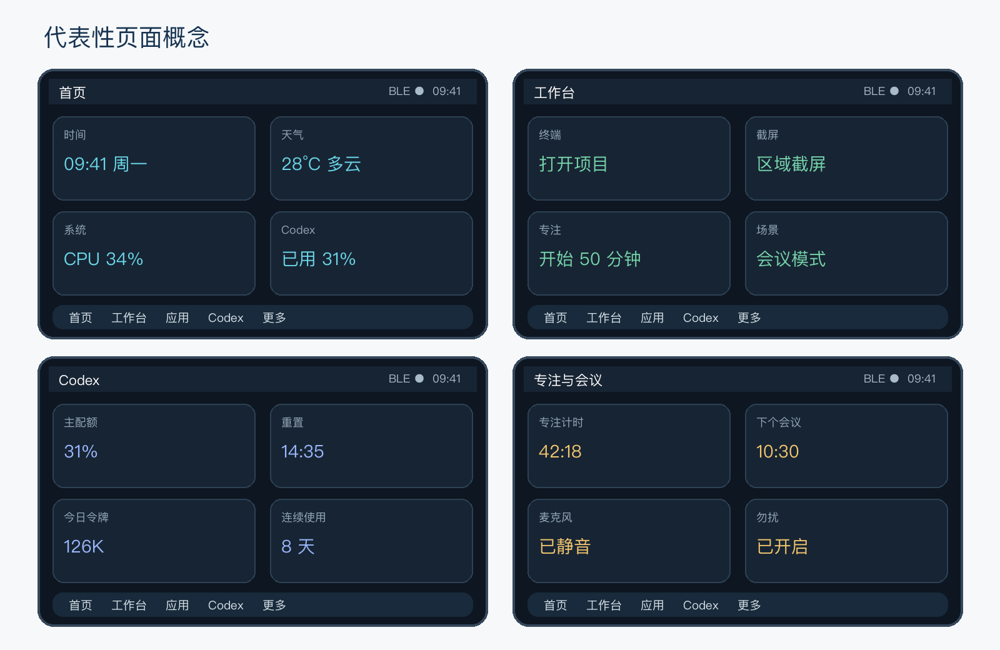 代表性页面概念
首页 BLE 09:41
时间
09:41 周一
天气
28°C 多云
系统
CPU 34%
Codex
已用 31%
首页 工作台 应用 Codex 更多
工作台 BLE 09:41
终端
打开项目
截屏
区域截屏
专注
开始 50 分钟
场景
会议模式
首页 工作台 应用 Codex 更多
Codex BLE 09:41
主配额
31%
重置
14:35
今日令牌
126K
连续使用
8 天
首页 工作台 应用 Codex 更多
专注与会议 BLE 09:41
专注计时
42:18
下个会议
10:30
麦克风
已静音
勿扰
已开启
首页 工作台 应用 Codex 更多